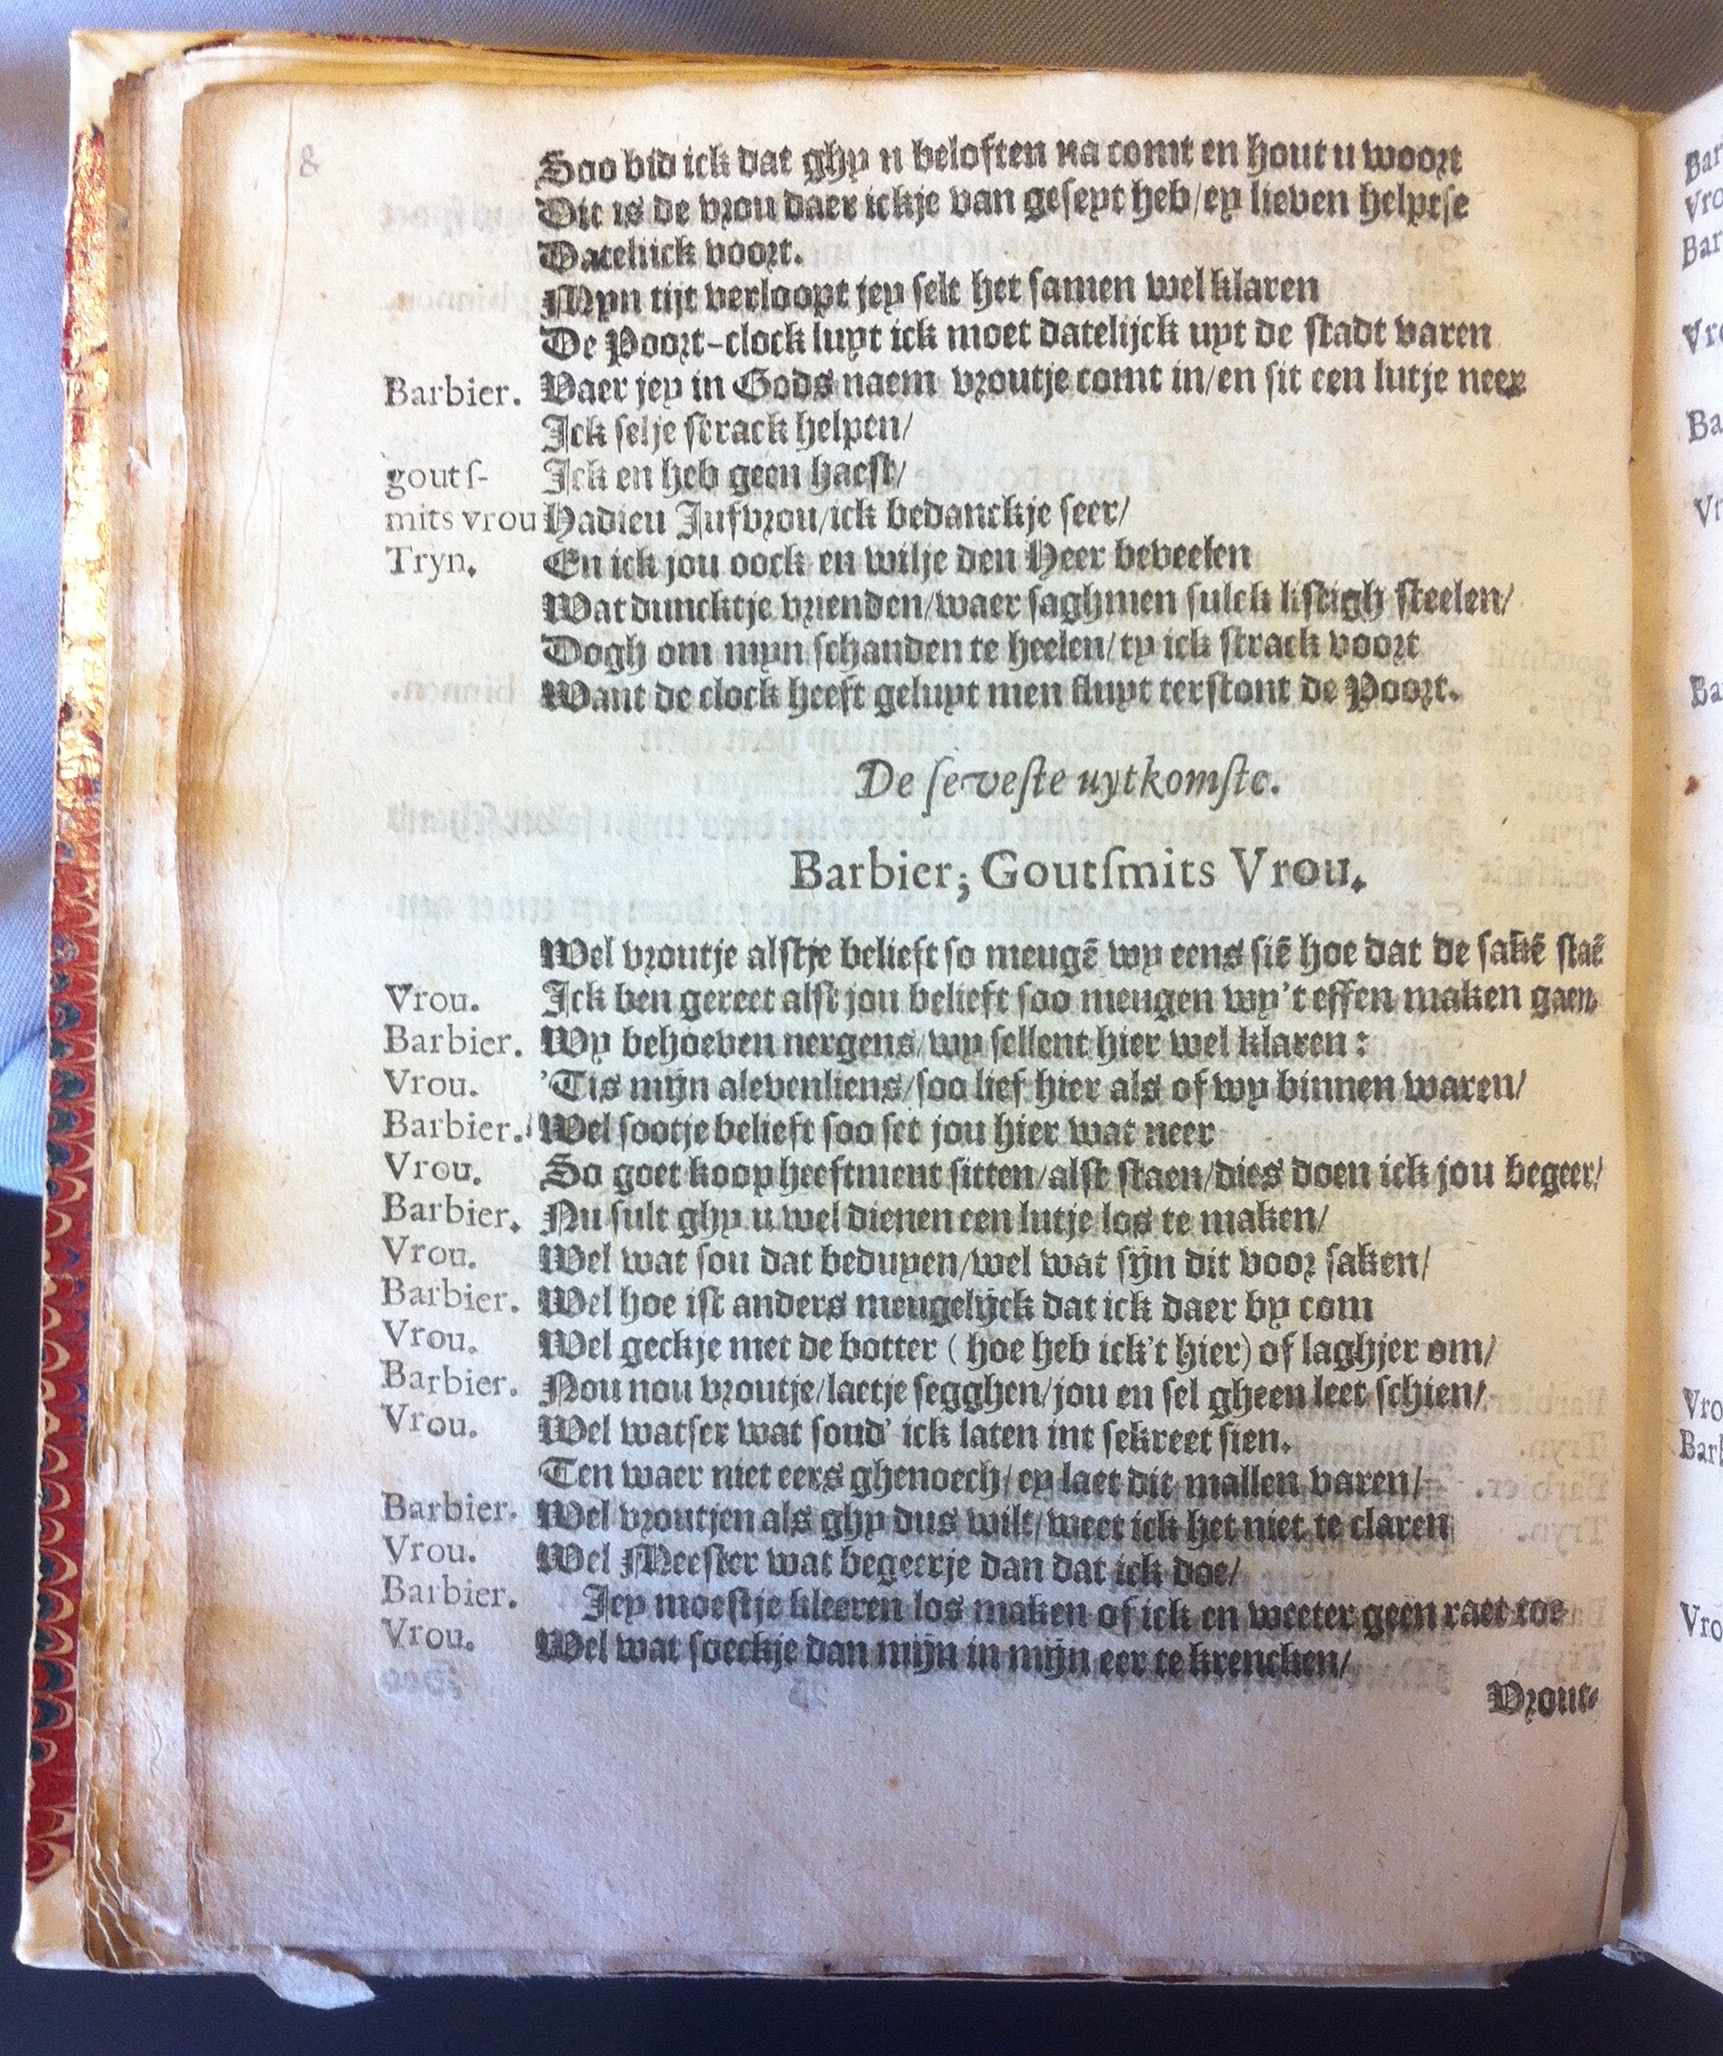 8
Soo bid ick dat ghy u beloften na comt en hout u woort
Dit is de vrou daer ickje van geseyt heb/ey lieven helptse
Datelijck voort.
Myn tijt verloopt jey selt het samen wel klaren
De Poort-clock luyt ick moet datelijck uyt de stadt varen
Barbier. Vaer jey in Gods naem vroutje comt in/en sit een lutje neer
Ick selje strack helpen/
goutſ- Ick en heb geen haest/
mits vrou Hadieu Jufvrou/ick bedanckje seer/
Tryn. En ick jou oock en wilje den Heer beveelen
Wat duncktje vrienden/waer saghmen sulck listigh steelen/
Dogh om myn schanden te heelen/ty ick strack voort
Want de clock heeft geluyt men sluyt terstont de Poort.
De ſeveſte uytkomſte.
Barbier; Goutſmits Vrou.
Wel vroutje alstje belieft so meugẽ wy eens siẽ hoe dat de sakẽ staẽ
Vrou. Ick ben gereet alst jou belieft soo meugen wy't effen maken gaen
Barbier. Wy behoeven nergens/wy sellent hier wel klaren:
Vrou. 'Tis mijn alevenliens/soo lief hier als of wy binnen waren/
Barbier. Wel sootje belieft soo set jou hier wat neer
Vrou. So goet koop heeftment sitten/alst staen/dies doen ick jou begeer/
Barbier. Nu sult ghy u wel dienen een lutje los te maken/
Vrou. Wel wat sou dat beduyen/wel wat sijn dit voor saken/
Barbier. Wel hoe ist anders meugelijck dat ick daer by com
Vrou. Wel geckje met de botter (hoe heb ick't hier) of laghjer om/
Barbier. Nou nou vroutje/laetje segghen/jou en sel gheen leet schien/
Vrou. Wel watser wat soud' ick laten int sekreet sien.
Ten waer niet eers ghenoech/ey laet dit mallen varen/
Barbier. Wel vroutjen als ghy dus wilt/weet ick het niet te claren
Vrou. Wel Meester wat begeerje dan dat ick doe/
Barbier. Jey moestje kleeren los maken of ick en weeter geen raet toe
Vrou. Wel wat soeckje dan mijn in mijn eer te krencken/
Vrout-